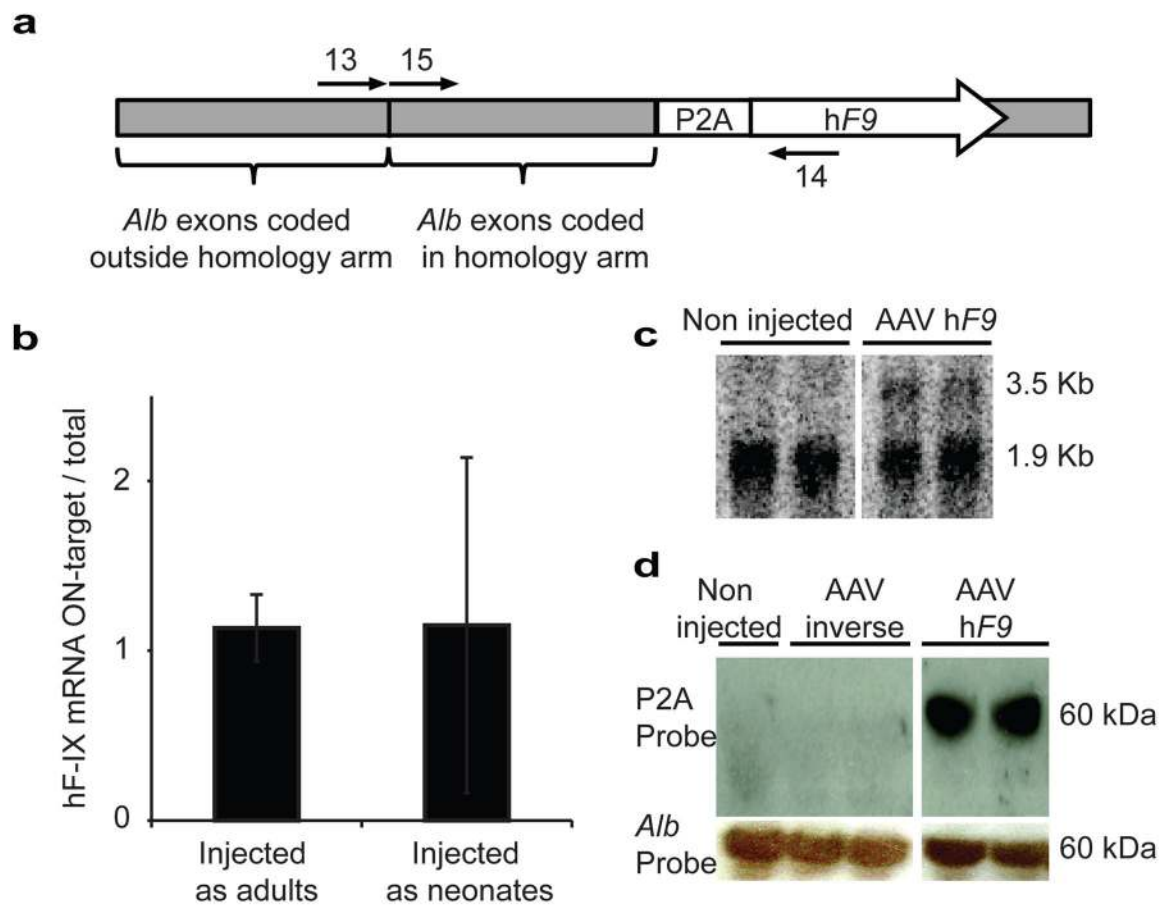 a
13
15
P2A
hF9
14
Alb exons coded
outside homology arm
Alb exons coded
in homology arm
b
hF-IX mRNA ON-target / total
2
1
0
Injected
as adults
Injected
as neonates
c
Non injected
AAV hF9
3.5 Kb
1.9 Kb
d
Non
injected
AAV
inverse
AAV
hF9
P2A
Probe
60 kDa
Alb
Probe
60 kDa